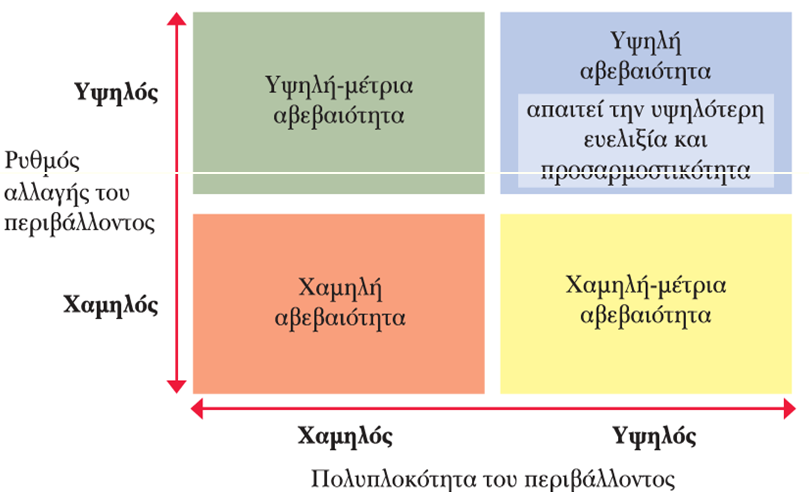 Υψηλός
Ρυθμός
αλλαγής του
περιβάλλοντος
Χαμηλός
Υψηλή-μέτρια
αβεβαιότητα
Υψηλή
αβεβαιότητα
απαιτεί την υψηλότερη
ευελιξία και
προσαρμοστικότητα
Χαμηλή
αβεβαιότητα
Χαμηλή-μέτρια
αβεβαιότητα
Χαμηλός
Υψηλός
Πολυπλοκότητα του περιβάλλοντος